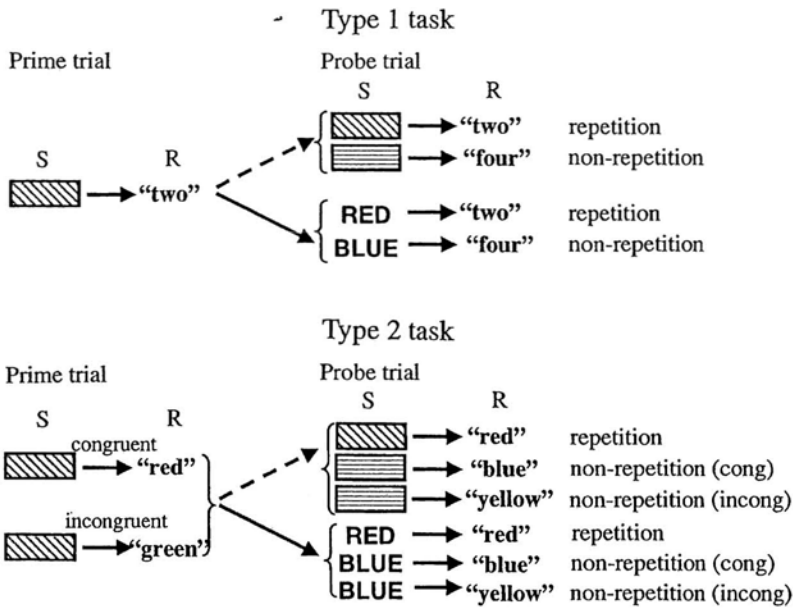 Type 1 task
Prime trial Probe trial
S R
“two” repetition
S R “four” non-repetition
“two”
RED “two” repetition
BLUE “four” non-repetition
Type 2 task
Prime trial Probe trial
S R S R
congruent “red” repetition
“red” “blue” non-repetition (cong)
“yellow” non-repetition (incong)
incongruent RED “red” repetition
“green” BLUE “blue” non-repetition (cong)
BLUE “yellow” non-repetition (incong)